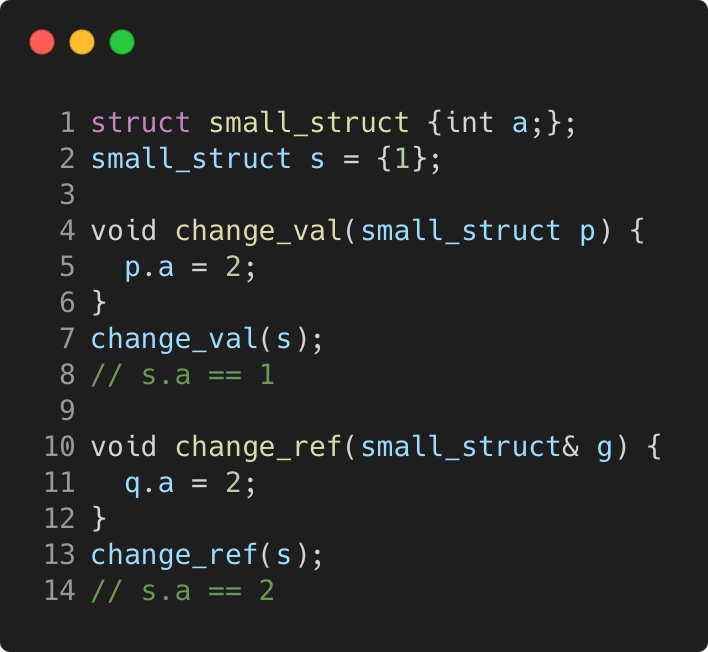 1 struct small_struct {int a;};
2 small_struct s = {1};
3
4 void change_val(small_struct p) {
5   p.a = 2;
6 }
7 change_val(s);
8 // s.a == 1
9
10 void change_ref(small_struct& g) {
11   q.a = 2;
12 }
13 change_ref(s);
14 // s.a == 2